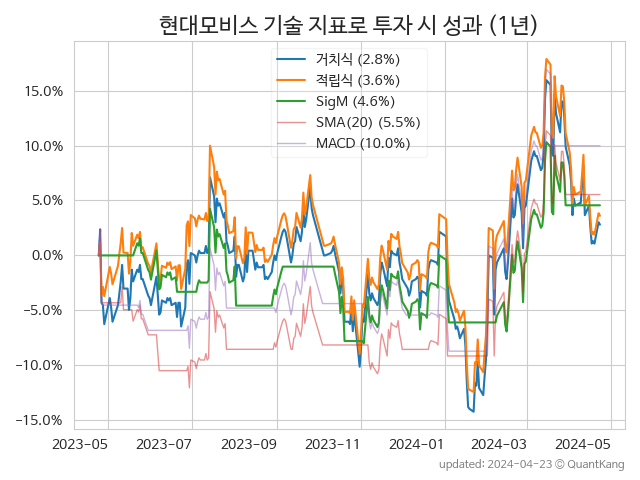 현대모비스 기술 지표로 투자 시 성과 (1년)
거치식 (2.8%)
적립식 (3.6%)
SigM (4.6%)
SMA(20) (5.5%)
MACD (10.0%)
15.0%
10.0%
5.0%
0.0%
−5.0%
−10.0%
−15.0%
2023-05 2023-07 2023-09 2023-11 2024-01 2024-03 2024-05
updated: 2024-04-23 ⓒ QuantKang